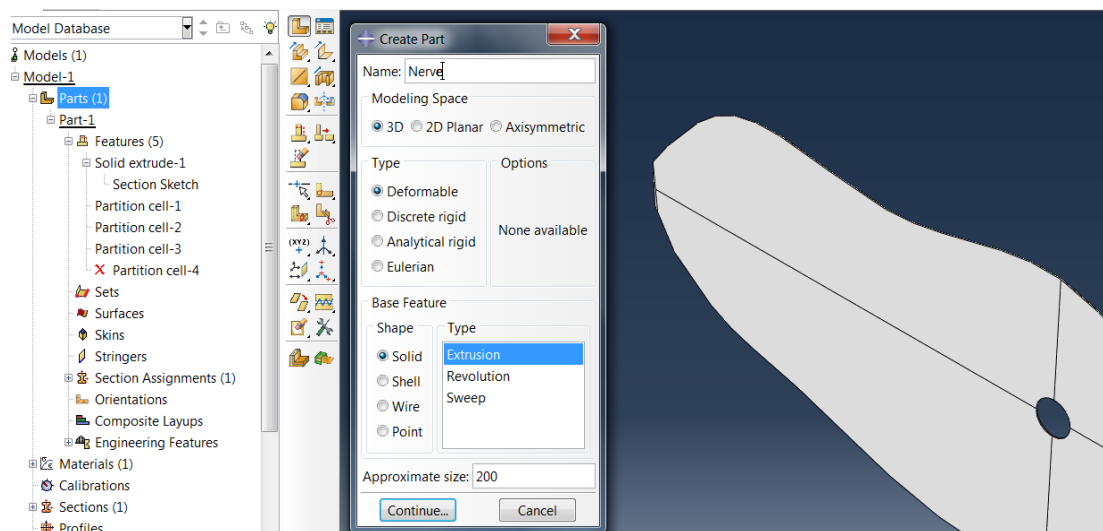 Model Database
Models (1)
Model-1
Parts (1)
Part-1
Features (5)
Solid extrude-1
Section Sketch
Partition cell-1
Partition cell-2
Partition cell-3
X Partition cell-4
Sets
Surfaces
Skins
Stringers
Section Assignments (1)
Orientations
Composite Layups
Engineering Features
Materials (1)
Calibrations
Sections (1)
Profiles
(XYZ)
Create Part
Name: Nerve
Modeling Space
3D 2D Planar Axisymmetric
Type
Deformable
Discrete rigid
Analytical rigid
Eulerian
Options
None available
Base Feature
Shape
Solid
Shell
Wire
Point
Type
Extrusion
Revolution
Sweep
Approximate size: 200
Continue... Cancel